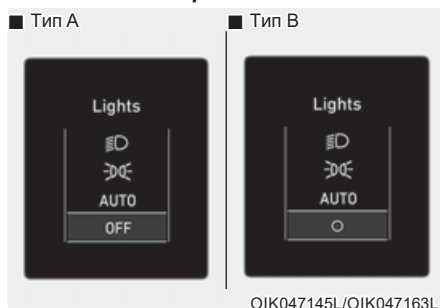 ■ Тип А
■ Тип В
Lights
AUTO
OFF
Lights
AUTO
O
OIK047145L/OIK047163L